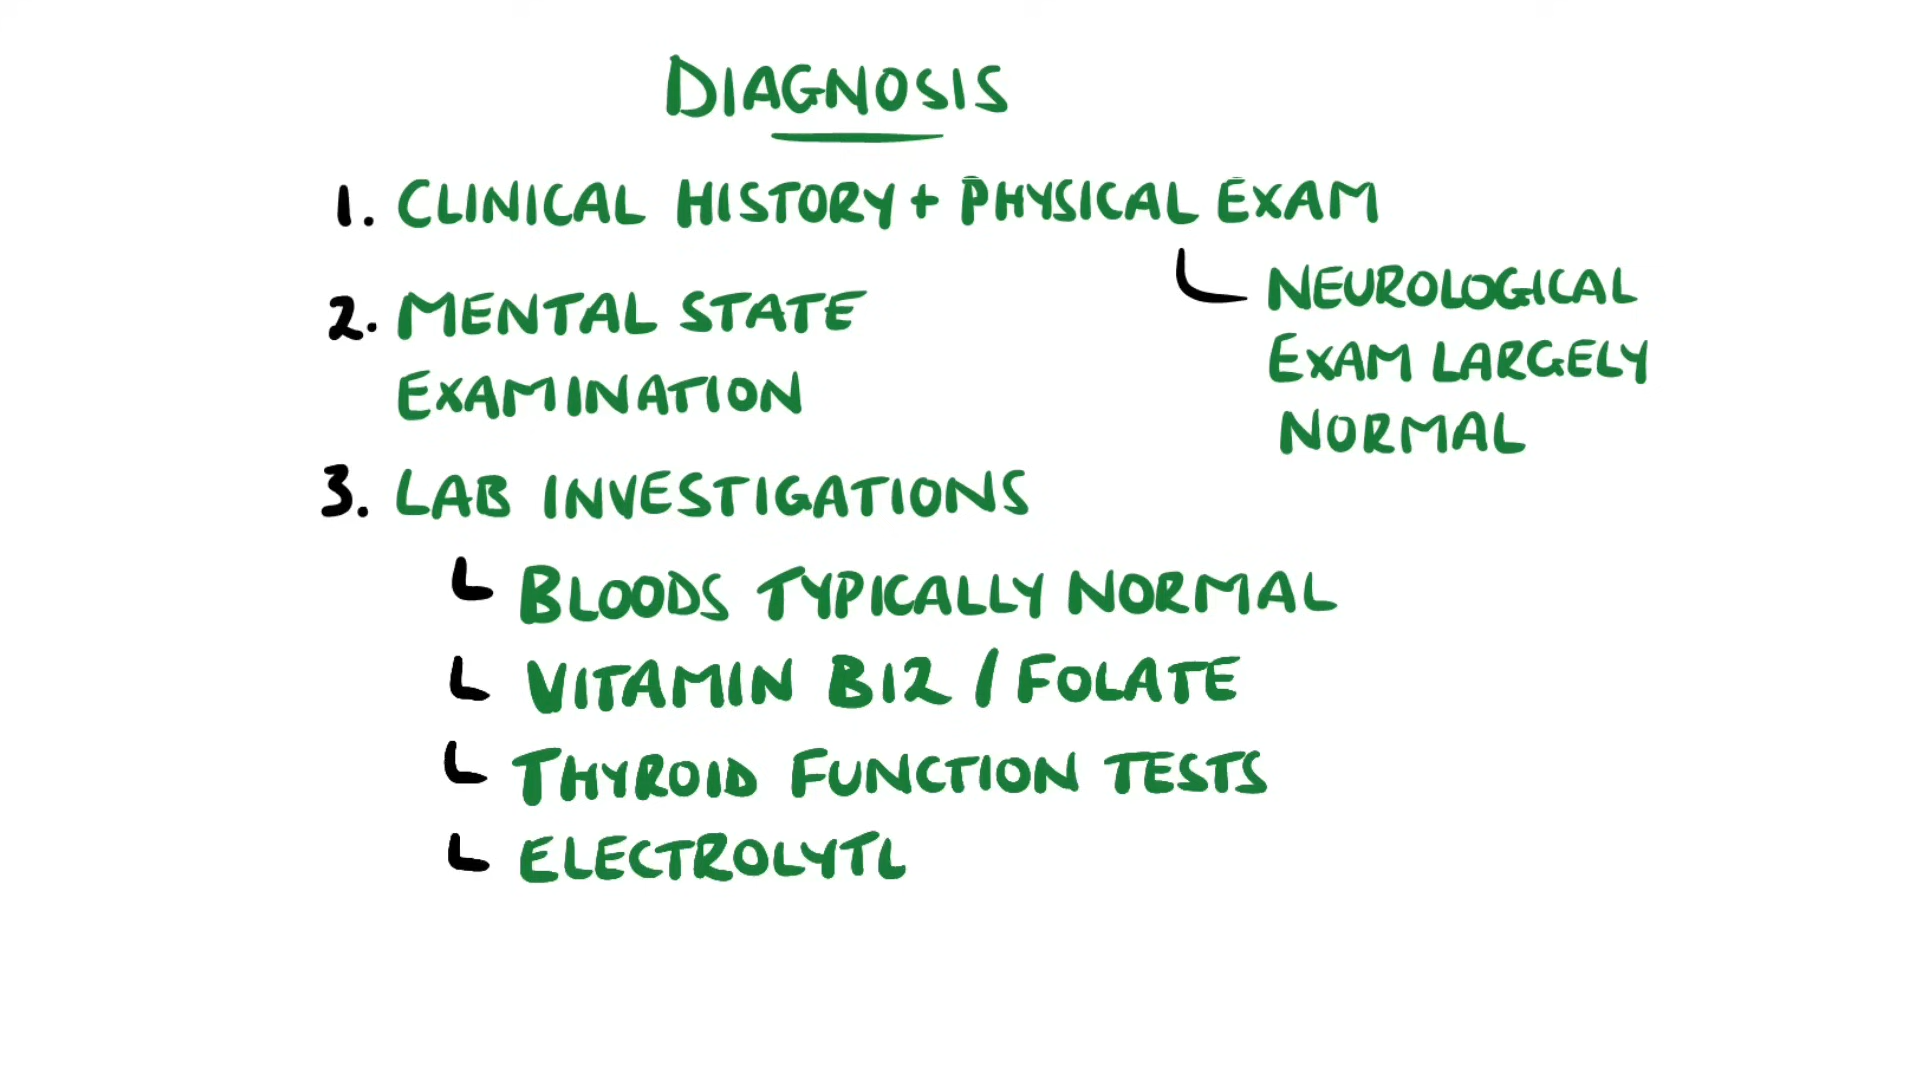 DIAGNOSIS
1. CLINICAL HISTORY + PHYSICAL EXAM
NEUROLOGICAL
EXAM LARGELY
NORMAL
2. MENTAL STATE
EXAMINATION
3. LAB INVESTIGATIONS
BLOODS TYPICALLY NORMAL
VITAMIN B12 / FOLATE
THYROID FUNCTION TESTS
ELECTROLYTL